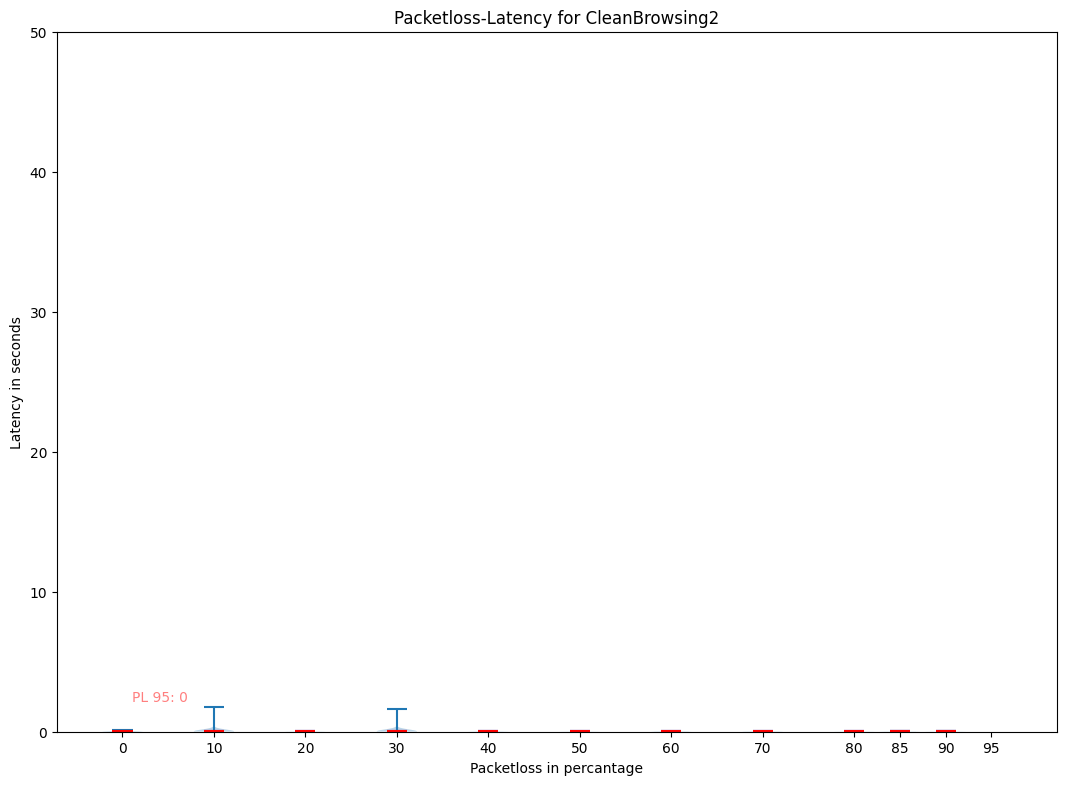 Packetloss-Latency for CleanBrowsing2
50
40
30
20
10
0
Latency in seconds
PL 95: 0
0 10 20 30 40 50 60 70 80 85 90 95
Packetloss in percantage